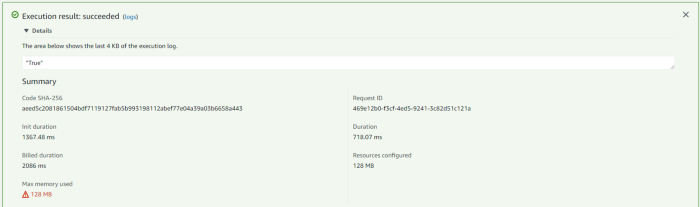 Execution result: succeeded (logs)
Details
The area below shows the last 4 KB of the execution log.
"True"
Summary
Code SHA-256
aeed5c2081861504bdf7119127fab5b993198112abef77e04a39a03b6658a443
Request ID
469e12b0-f3cf-4ed5-9241-3c82d51c121a
Init duration
1367.48 ms
Duration
718.07 ms
Billed duration
2086 ms
Resources configured
128 MB
Max memory used
128 MB